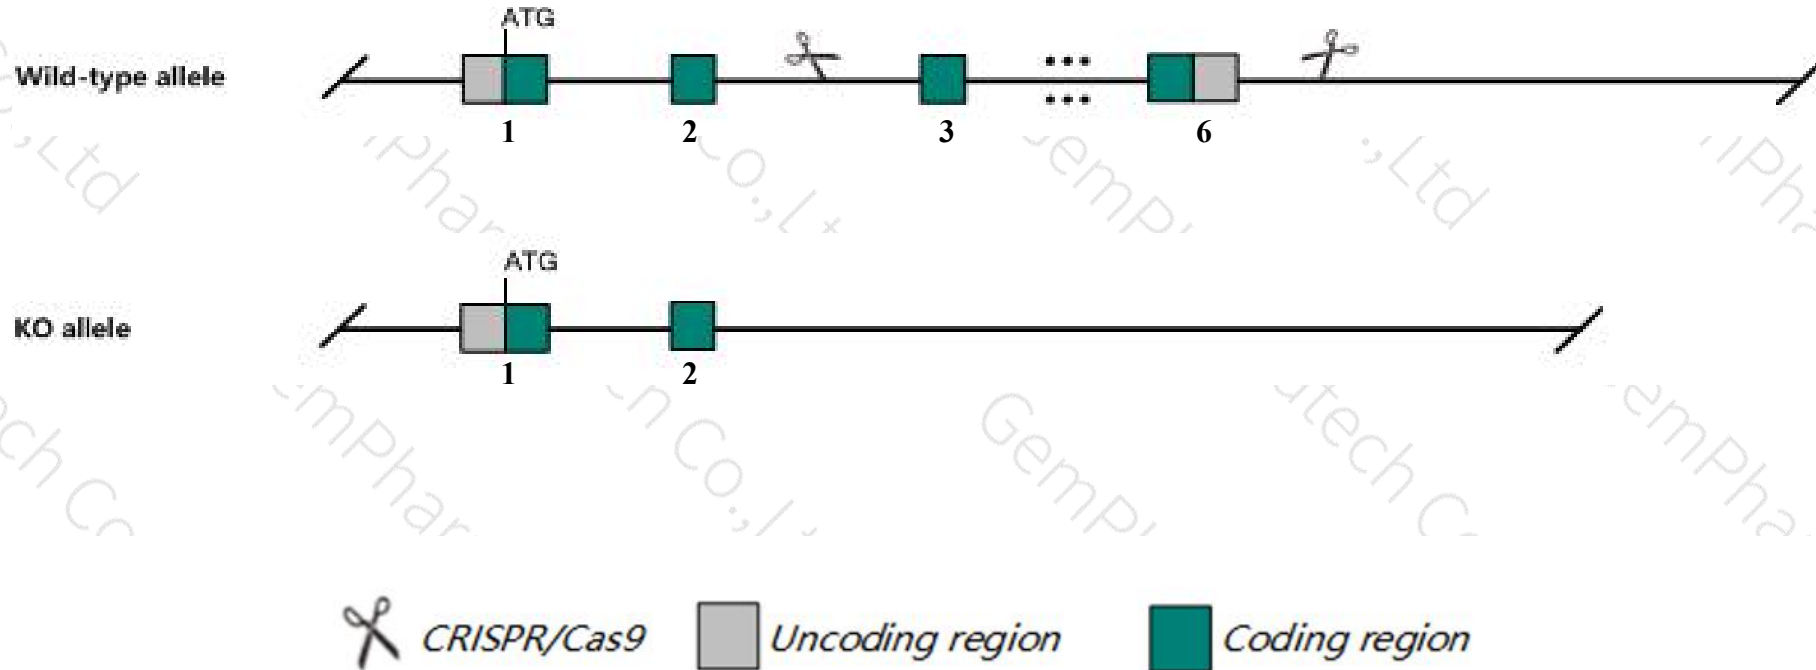 ATG
Wild-type allele
1 2 3 6
ATG
KO allele
1 2
CRISPR/Cas9 Uncoding region Coding region